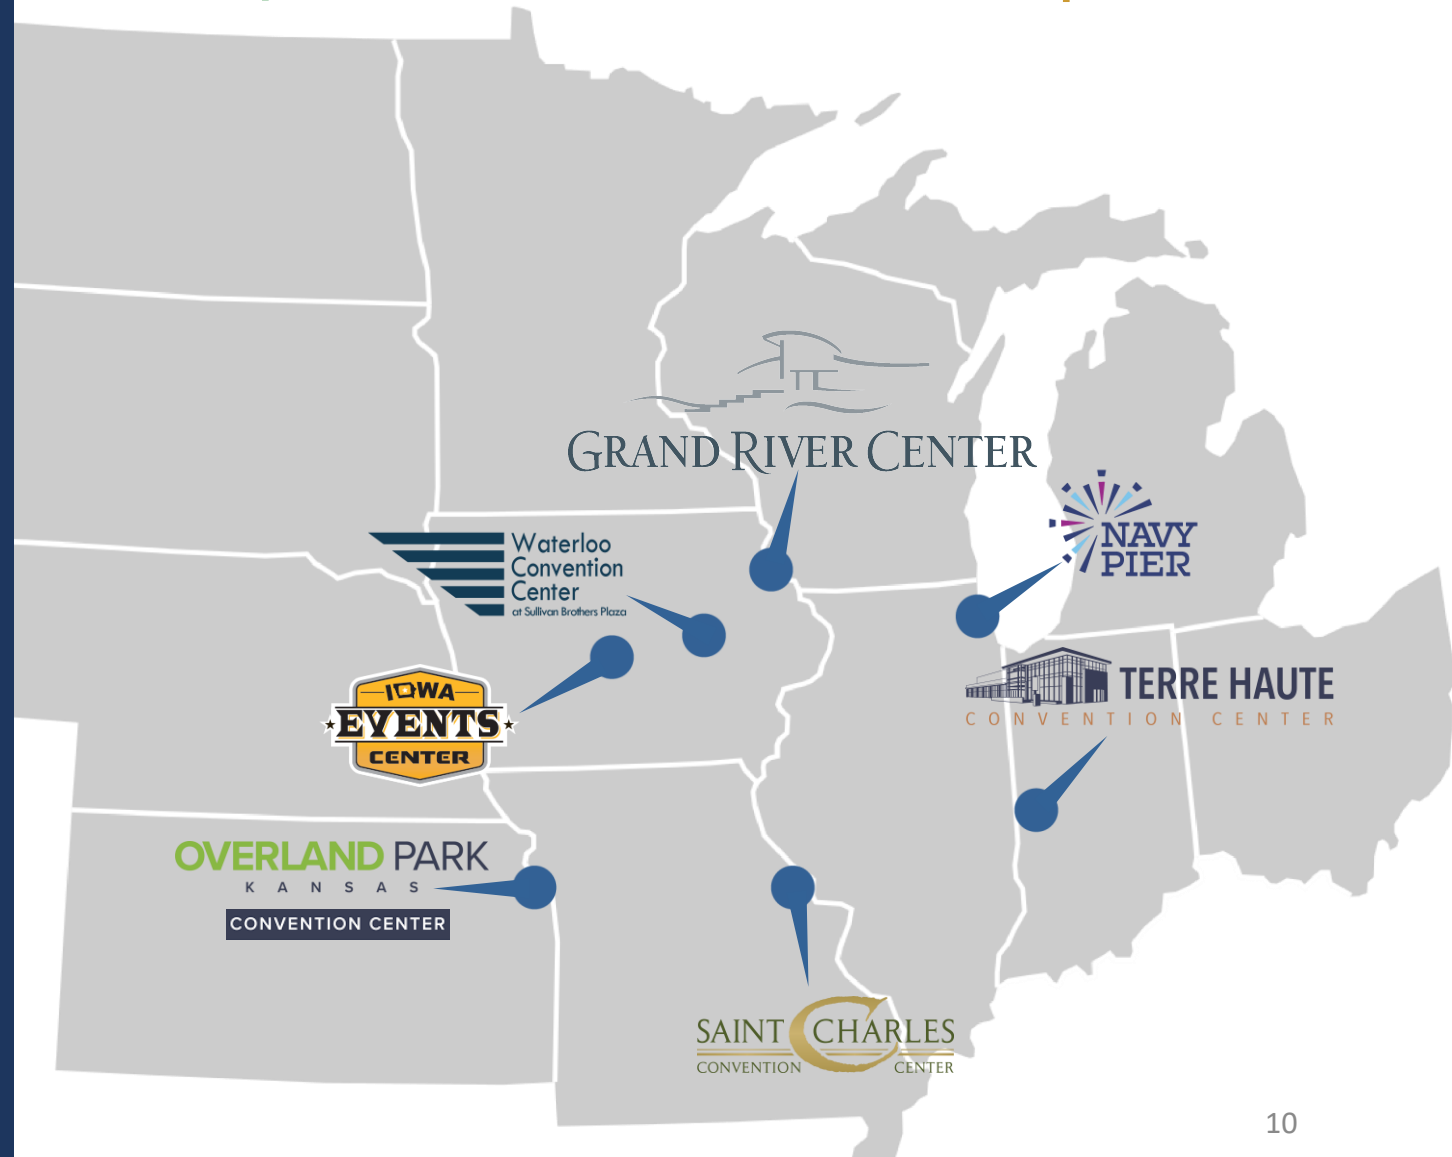 GRAND RIVER CENTER
NAVY
PIER
Waterloo
Convention
Center
at Sullivan Brothers Plaza
TERRE HAUTE
CONVENTION CENTER
IOWA
EVENTS
CENTER
OVERLAND PARK
KANSAS
CONVENTION CENTER
SAINT CHARLES
CONVENTION CENTER
10